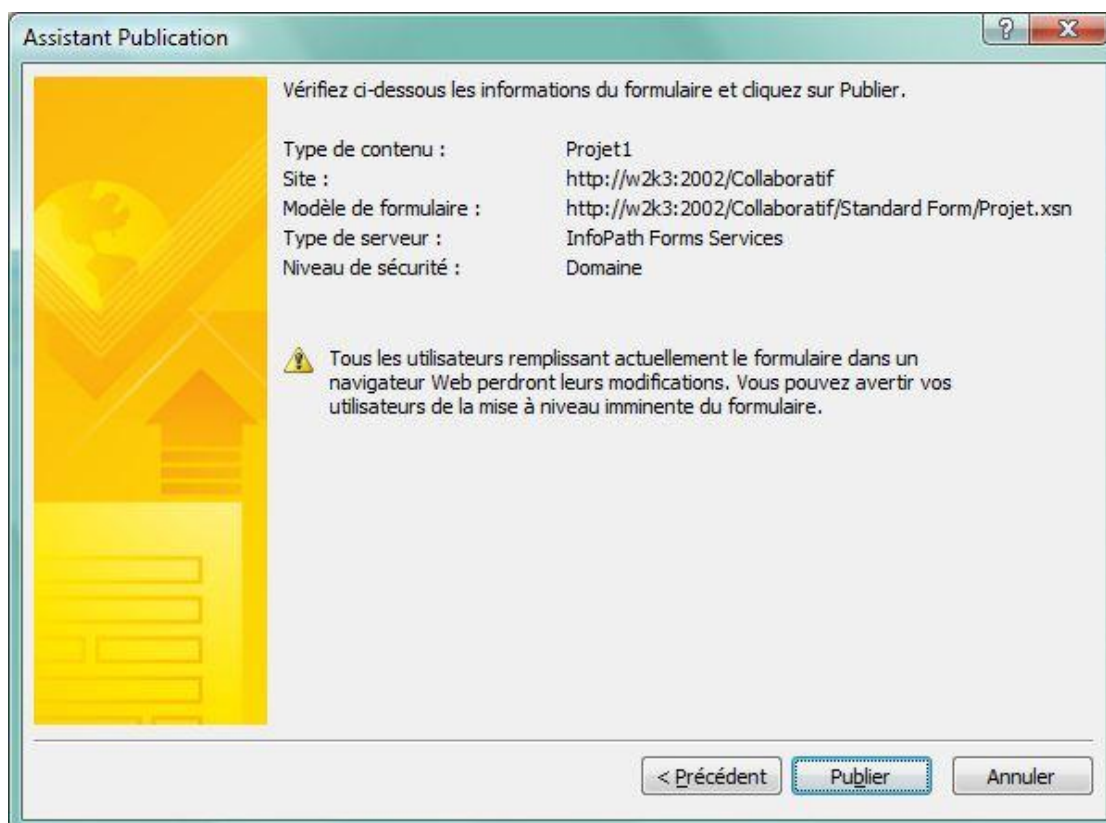 Assistant Publication
Vérifiez ci-dessous les informations du formulaire et cliquez sur Publier.
Type de contenu : Projet1
Site : http://w2k3:2002/Collaboratif
Modèle de formulaire : http://w2k3:2002/Collaboratif/Standard Form/Projet.xsn
Type de serveur : InfoPath Forms Services
Niveau de sécurité : Domaine
Tous les utilisateurs remplissant actuellement le formulaire dans un
navigateur Web perdront leurs modifications. Vous pouvez avertir vos
utilisateurs de la mise à niveau imminente du formulaire.
< Précédent Publier Annuler